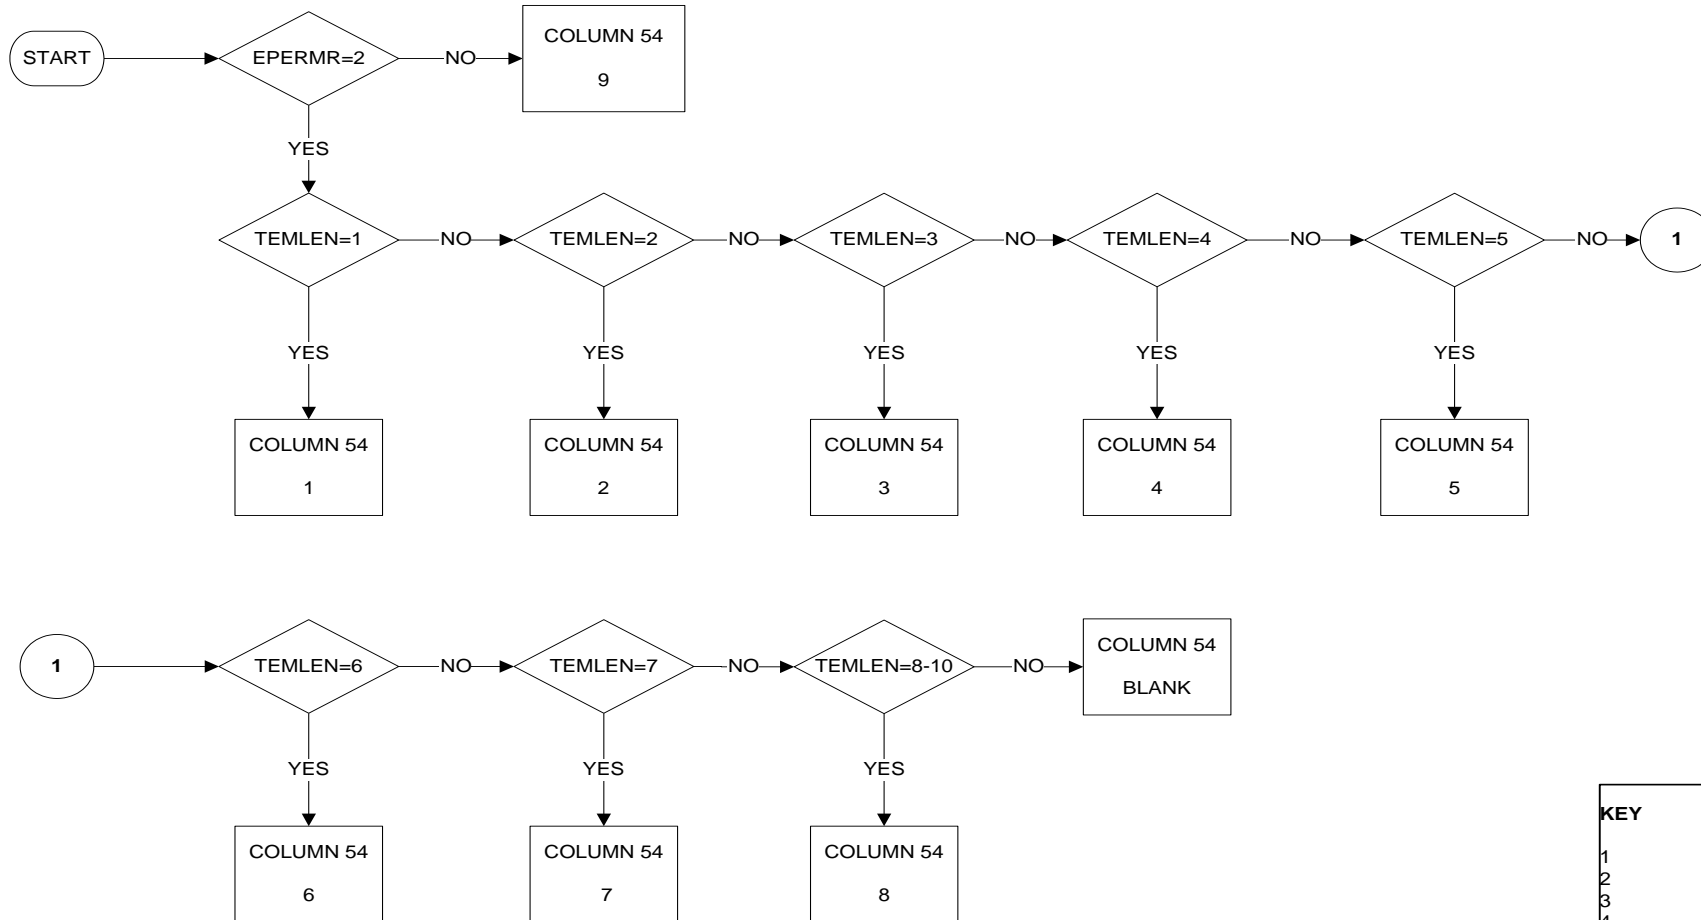 START
EPERMR=2
NO
COLUMN 54
9
YES
TEMLEN=1
NO
TEMLEN=2
NO
TEMLEN=3
NO
TEMLEN=4
NO
TEMLEN=5
NO
1
YES
YES
YES
YES
YES
COLUMN 54
1
COLUMN 54
2
COLUMN 54
3
COLUMN 54
4
COLUMN 54
5
1
TEMLEN=6
NO
TEMLEN=7
NO
TEMLEN=8-10
NO
COLUMN 54
BLANK
YES
YES
YES
COLUMN 54
6
COLUMN 54
7
COLUMN 54
8
KEY
1
2
3
4